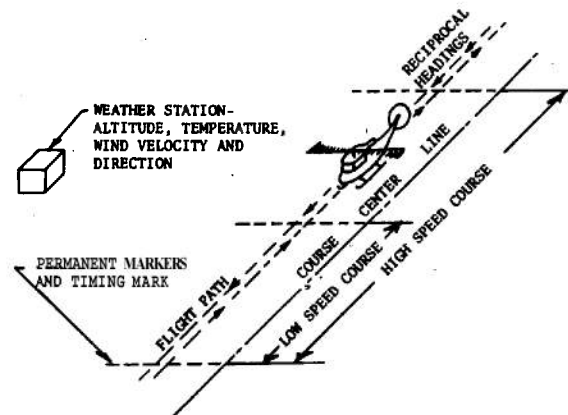 RECIPROCAL
HEADINGS
WEATHER STATION-
ALTITUDE, TEMPERATURE,
WIND VELOCITY AND
DIRECTION
COURSE CENTER LINE
HIGH SPEED COURSE
LOW SPEED COURSE
FLIGHT PATH
PERMANENT MARKERS
AND TIMING MARK